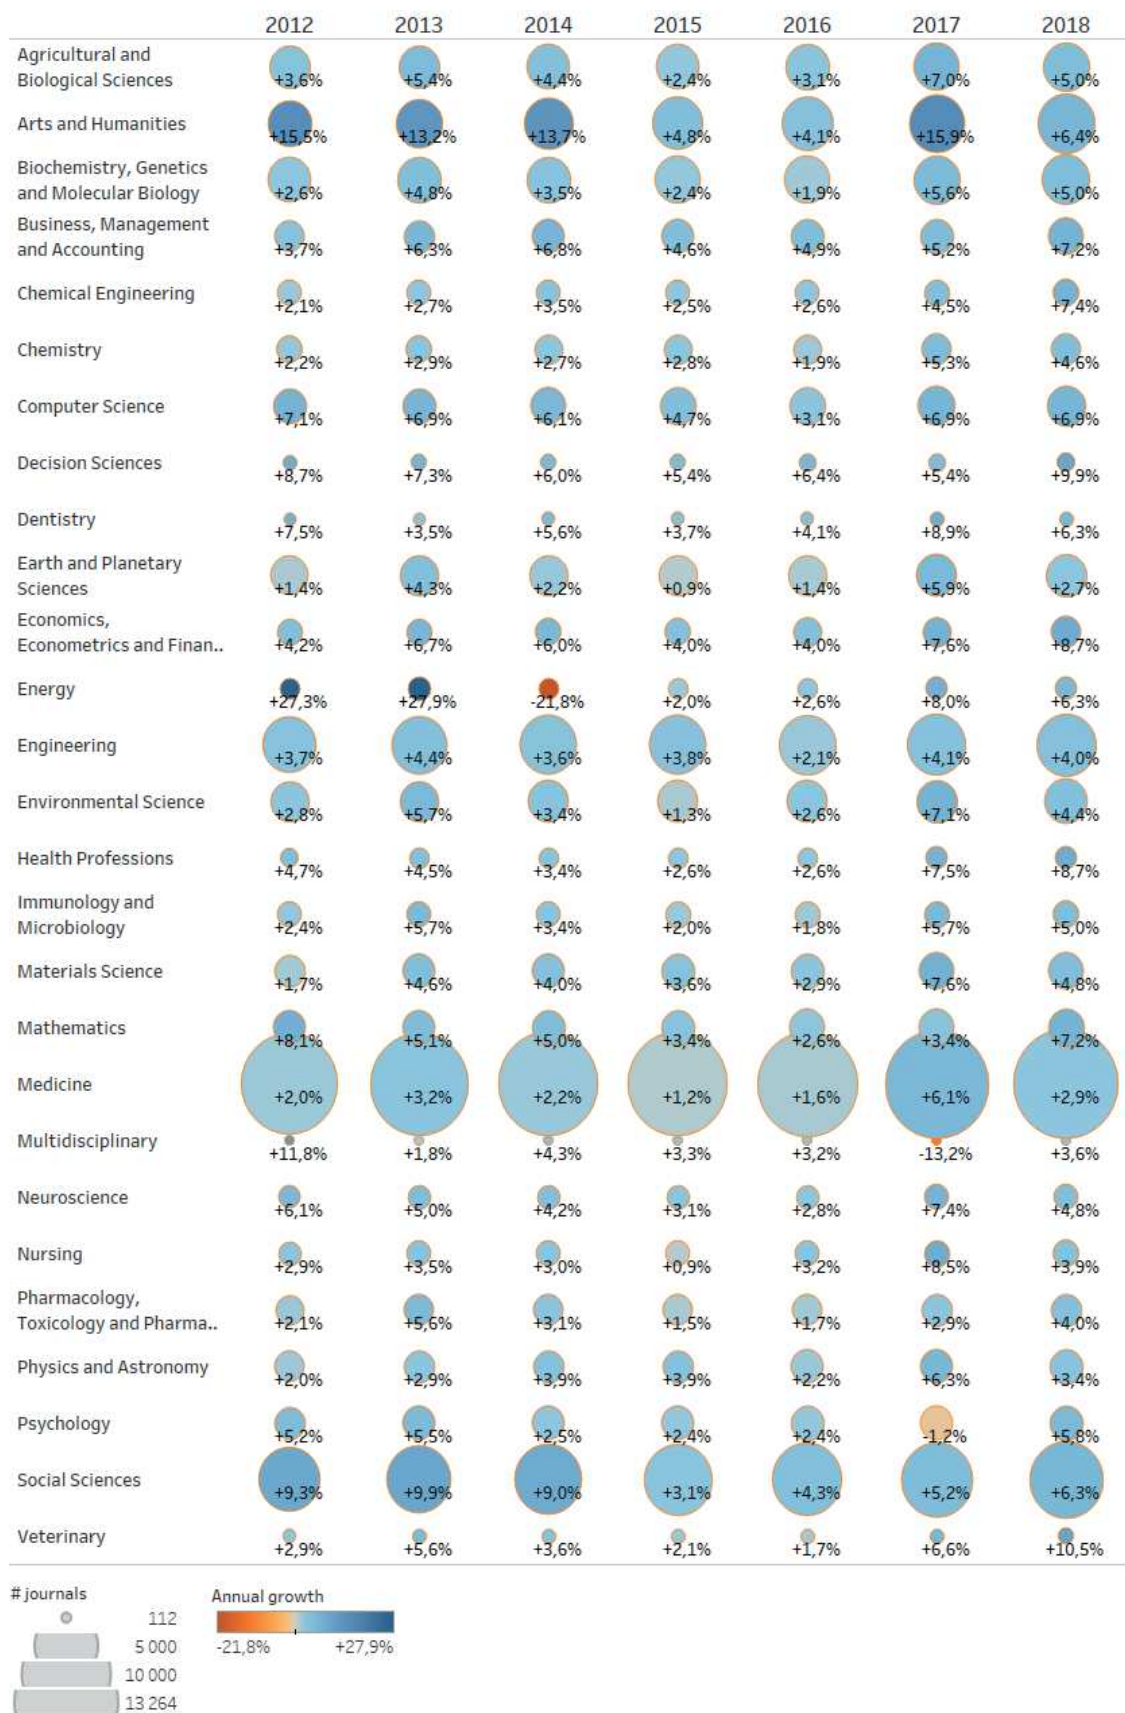 2012 2013 2014 2015 2016 2017 2018
Agricultural and
Biological Sciences +3,6% +5,4% +4,4% +2,4% +3,1% +7,0% +5,0%
Arts and Humanities +15,5% +13,2% +13,7% +4,8% +4,1% +15,9% +6,4%
Biochemistry, Genetics
and Molecular Biology +2,6% +4,8% +3,5% +2,4% +1,9% +5,6% +5,0%
Business, Management
and Accounting +3,7% +6,3% +6,8% +4,6% +4,9% +5,2% +7,2%
Chemical Engineering +2,1% +2,7% +3,5% +2,5% +2,6% +4,5% +7,4%
Chemistry +2,2% +2,9% +2,7% +2,8% +1,9% +5,3% +4,6%
Computer Science +7,1% +6,9% +6,1% +4,7% +3,1% +6,9% +6,9%
Decision Sciences +8,7% +7,3% +6,0% +5,4% +6,4% +5,4% +9,9%
Dentistry +7,5% +3,5% +5,6% +3,7% +4,1% +8,9% +6,3%
Earth and Planetary
Sciences +1,4% +4,3% +2,2% +0,9% +1,4% +5,9% +2,7%
Economics,
Econometrics and Finan.. +4,2% +6,7% +6,0% +4,0% +4,0% +7,6% +8,7%
Energy +27,3% +27,9% -21,8% +2,0% +2,6% +8,0% +6,3%
Engineering +3,7% +4,4% +3,6% +3,8% +2,1% +4,1% +4,0%
Environmental Science +2,8% +5,7% +3,4% +1,3% +2,6% +7,1% +4,4%
Health Professions +4,7% +4,5% +3,4% +2,6% +2,6% +7,5% +8,7%
Immunology and
Microbiology +2,4% +5,7% +3,4% +2,0% +1,8% +5,7% +5,0%
Materials Science +1,7% +4,6% +4,0% +3,6% +2,9% +7,6% +4,8%
Mathematics +8,1% +5,1% +5,0% +3,4% +2,6% +3,4% +7,2%
Medicine +2,0% +3,2% +2,2% +1,2% +1,6% +6,1% +2,9%
Multidisciplinary +11,8% +1,8% +4,3% +3,3% +3,2% -13,2% +3,6%
Neuroscience +6,1% +5,0% +4,2% +3,1% +2,8% +7,4% +4,8%
Nursing +2,9% +3,5% +3,0% +0,9% +3,2% +8,5% +3,9%
Pharmacology,
Toxicology and Pharma.. +2,1% +5,6% +3,1% +1,5% +1,7% +2,9% +4,0%
Physics and Astronomy +2,0% +2,9% +3,9% +3,9% +2,2% +6,3% +3,4%
Psychology +5,2% +5,5% +2,5% +2,4% +2,4% -1,2% +5,8%
Social Sciences +9,3% +9,9% +9,0% +3,1% +4,3% +5,2% +6,3%
Veterinary +2,9% +5,6% +3,6% +2,1% +1,7% +6,6% +10,5%
# journals
112
5 000
10 000
13 264
Annual growth
-21,8% +27,9%